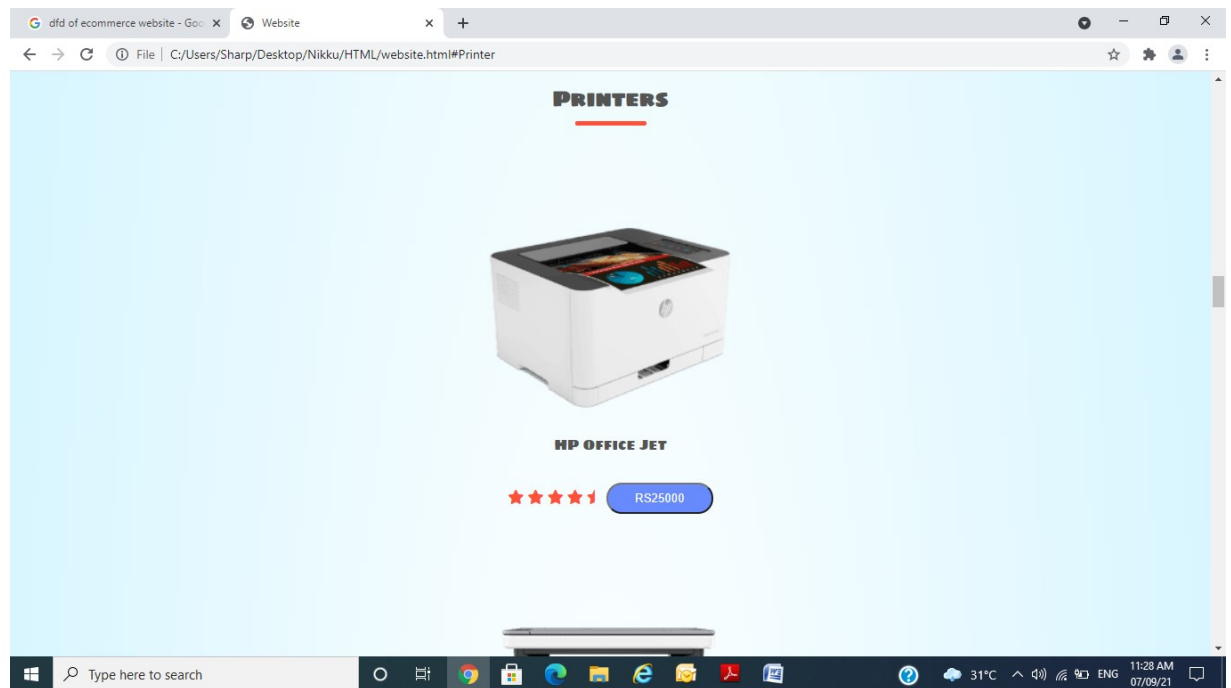 dfd of ecommerce website - Goo
Website
File | C:/Users/Sharp/Desktop/Nikku/HTML/website.html#Printer
PRINTERS
HP OFFICE JET
RS25000
Type here to search
31°C
ENG
11:28 AM
07/09/21